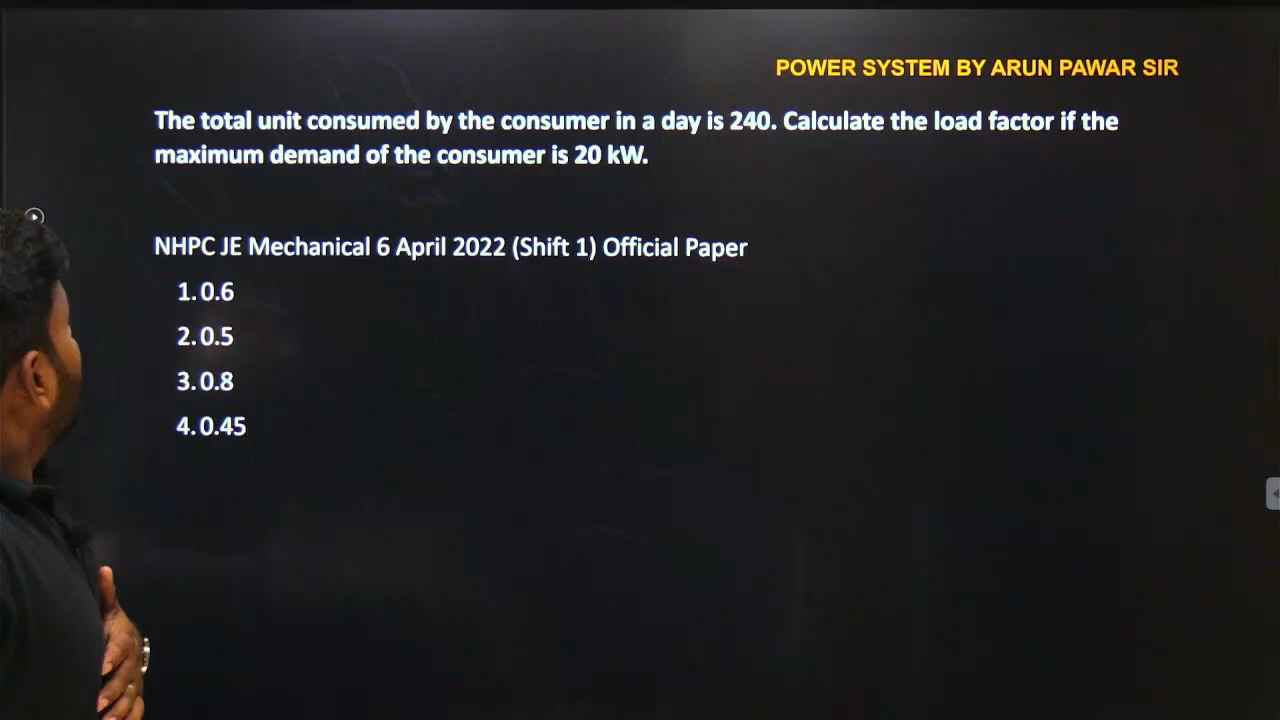 POWER SYSTEM BY ARUN PAWAR SIR
The total unit consumed by the consumer in a day is 240. Calculate the load factor if the
maximum demand of the consumer is 20 kW.
NHPC JE Mechanical 6 April 2022 (Shift 1) Official Paper
1. 0.6
2. 0.5
3. 0.8
4. 0.45